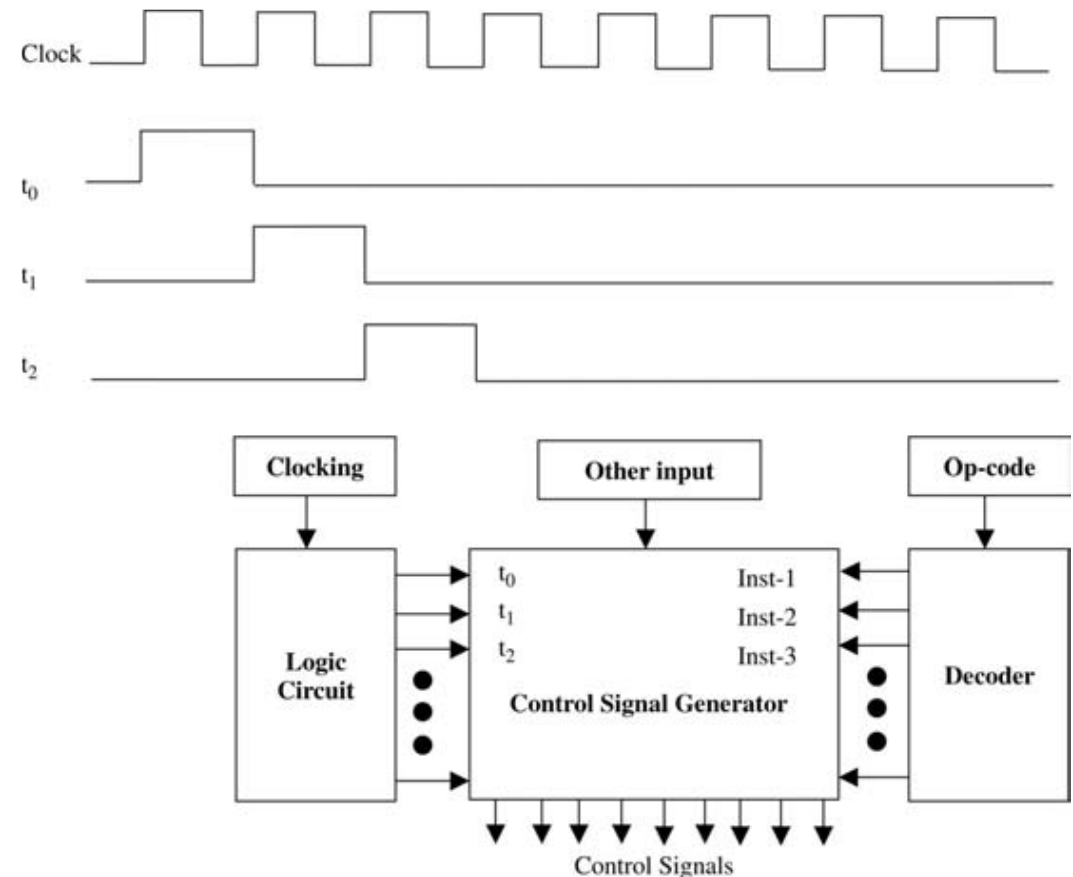 Clock
t₀
t₁
t₂
Clocking
Other input
Op-code
t₀
Inst-1
t₁
Inst-2
t₂
Inst-3
Logic
Circuit
Control Signal Generator
Decoder
Control Signals